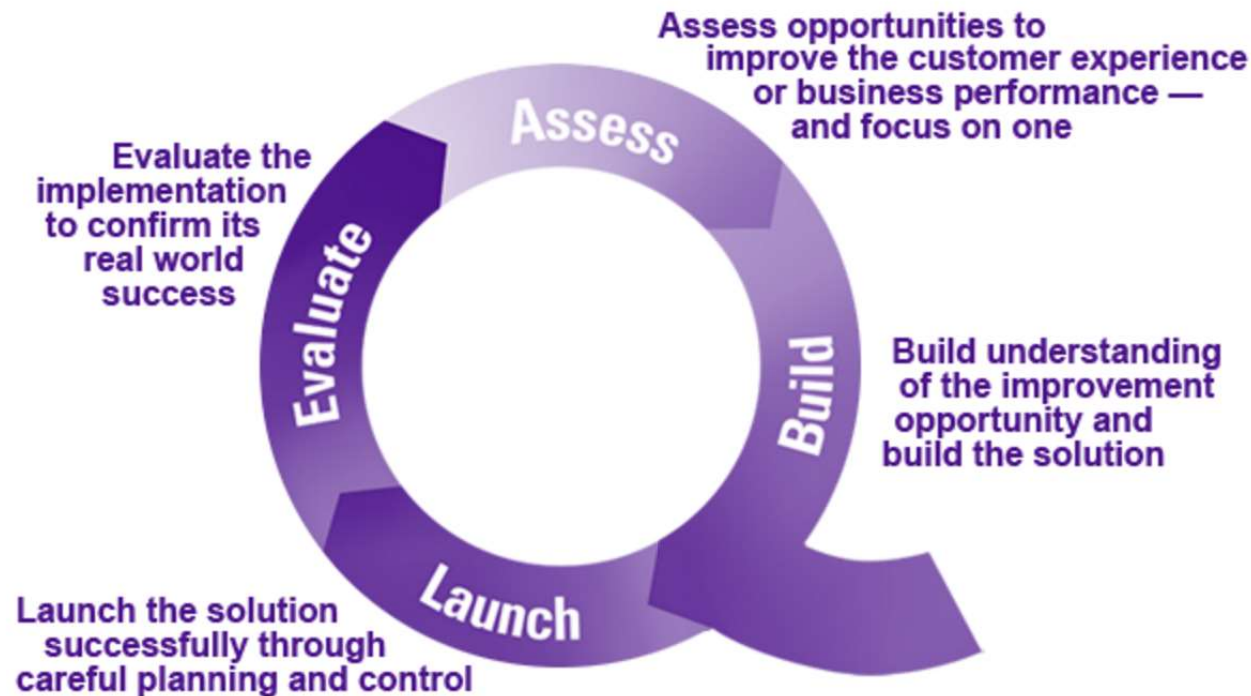 Assess opportunities to
improve the customer experience
or business performance —
and focus on one
Assess
Evaluate the
implementation
to confirm its
real world
success
Evaluate
Build
Build understanding
of the improvement
opportunity and
build the solution
Launch
Launch the solution
successfully through
careful planning and control